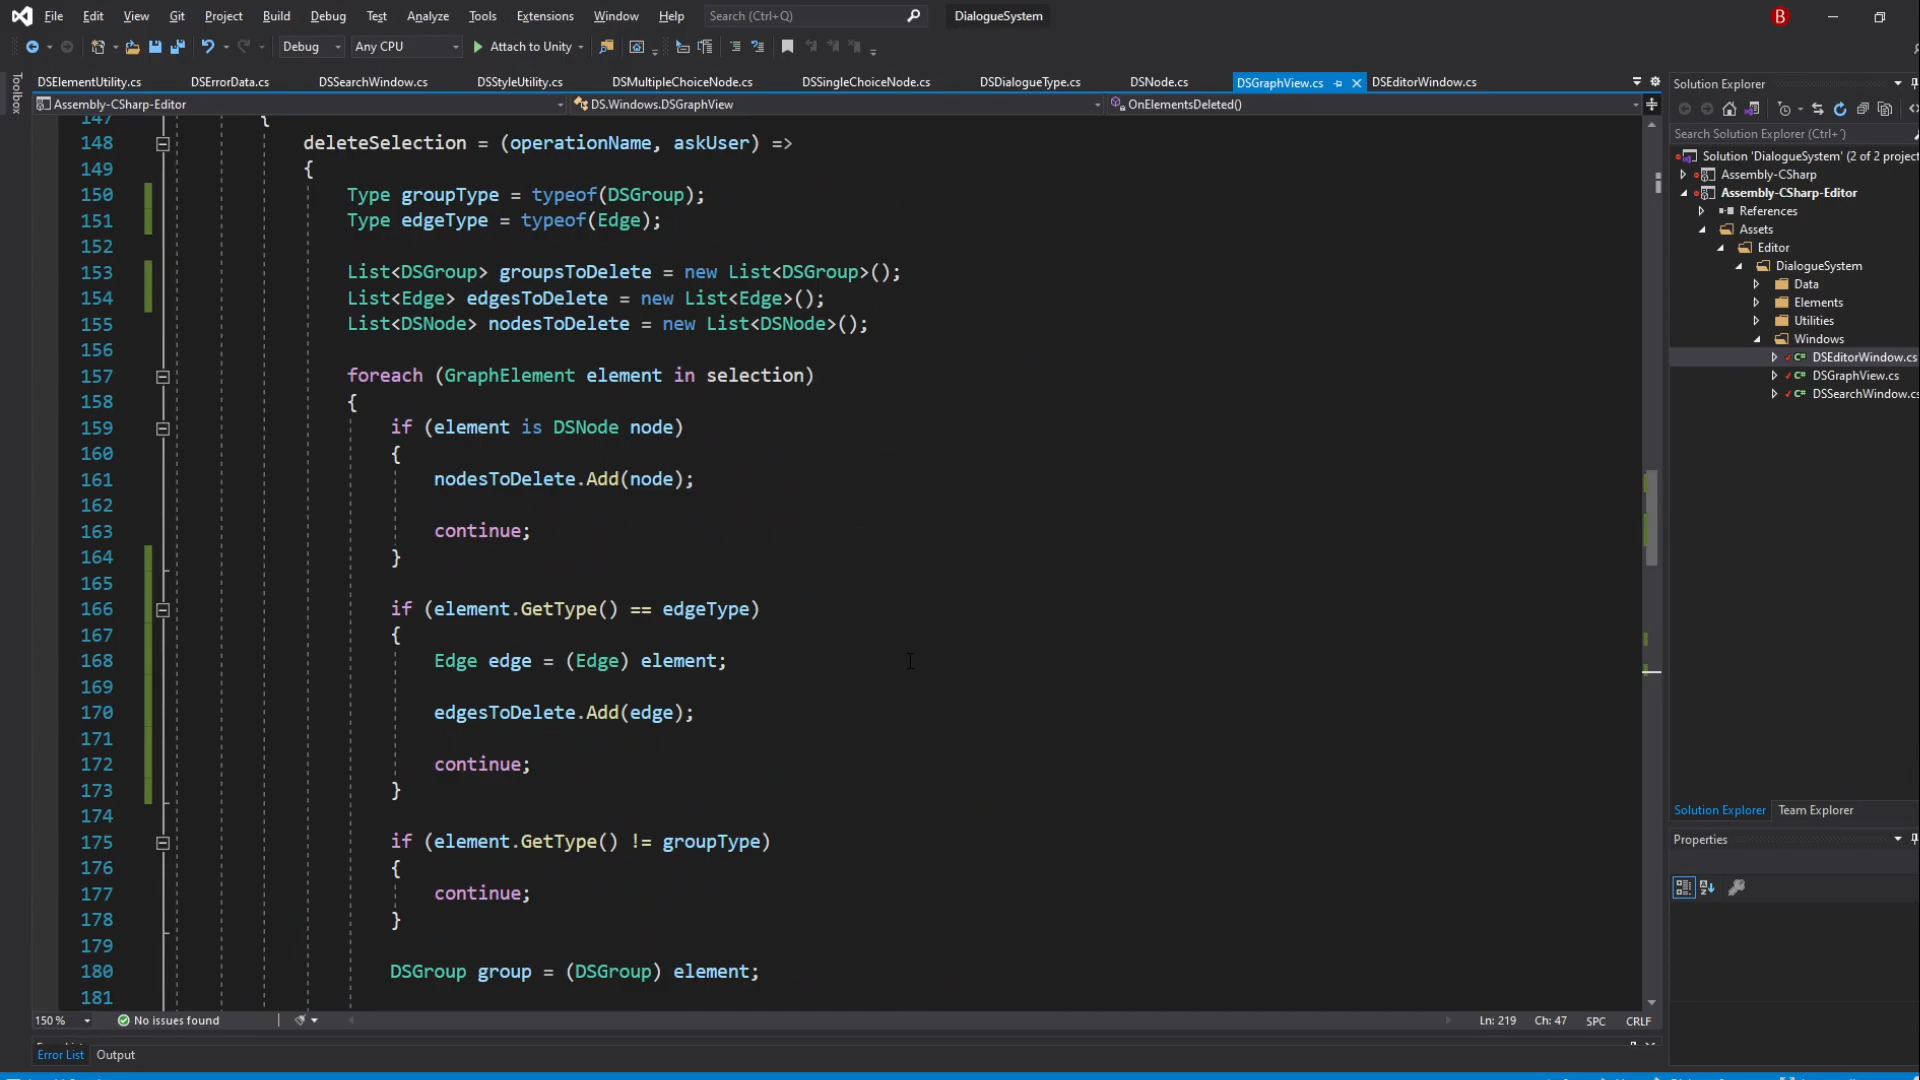 File Edit View Git Project Build Debug Test Analyze Tools Extensions Window Help Search (Ctrl+Q) DialogueSystem B
Debug Any CPU Attach to Unity
Toolbox
DSElementUtility.cs DSErrorData.cs DSSearchWindow.cs DSStyleUtility.cs DSMultipleChoiceNode.cs DSSingleChoiceNode.cs DSDialogueType.cs DSNode.cs DSGraphView.cs DSEditorWindow.cs
Assembly-CSharp-Editor DS.Windows.DSGraphView OnElementsDeleted()
147 {
148 deleteSelection = (operationName, askUser) =>
149 {
150 Type groupType = typeof(DSGroup);
151 Type edgeType = typeof(Edge);
152
153 List<DSGroup> groupsToDelete = new List<DSGroup>();
154 List<Edge> edgesToDelete = new List<Edge>();
155 List<DSNode> nodesToDelete = new List<DSNode>();
156
157 foreach (GraphElement element in selection)
158 {
159 if (element is DSNode node)
160 {
161 nodesToDelete.Add(node);
162
163 continue;
164 }
165
166 if (element.GetType() == edgeType)
167 {
168 Edge edge = (Edge) element;
169
170 edgesToDelete.Add(edge);
171
172 continue;
173 }
174
175 if (element.GetType() != groupType)
176 {
177 continue;
178 }
179
180 DSGroup group = (DSGroup) element;
181
150 % No issues found Ln: 219 Ch: 47 SPC CRLF
Error List Output
Solution Explorer
Search Solution Explorer (Ctrl+')
Solution 'DialogueSystem' (2 of 2 project
Assembly-CSharp
Assembly-CSharp-Editor
References
Assets
Editor
DialogueSystem
Data
Elements
Utilities
Windows
DSEditorWindow.cs
DSGraphView.cs
DSSearchWindow.cs
Solution Explorer Team Explorer
Properties